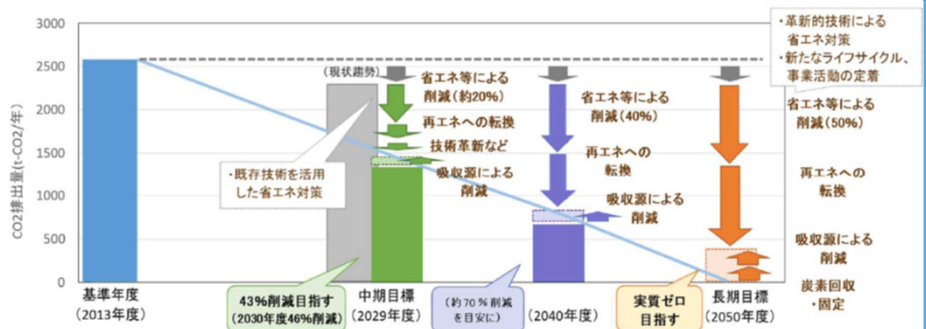 3000
2500
2000
1500
1000
500
0
CO2排出量(t-CO2/年)
基準年度
(2013年度)
(現状趨勢)
・既存技術を活用
した省エネ対策
省エネ等による
削減(約20%)
再エネへの転換
技術革新など
吸収源による
削減
43%削減目指す
(2030年度46%削減)
中期目標
(2029年度)
省エネ等による
削減(40%)
再エネへの
転換
吸収源による
削減
(約70%削減
を目安に)
(2040年度)
・革新的技術による
省エネ対策
・新たなライフサイクル、
事業活動の定着
省エネ等による
削減(50%)
再エネへの
転換
吸収源による
削減
炭素回収
・固定
実質ゼロ
目指す
長期目標
(2050年度)